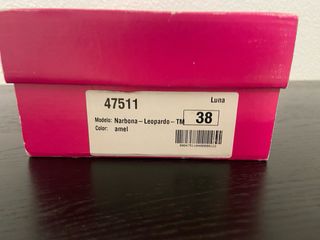 47511 Luna
Modelo: Narbona-Leopardo-TM 38
Color: amel